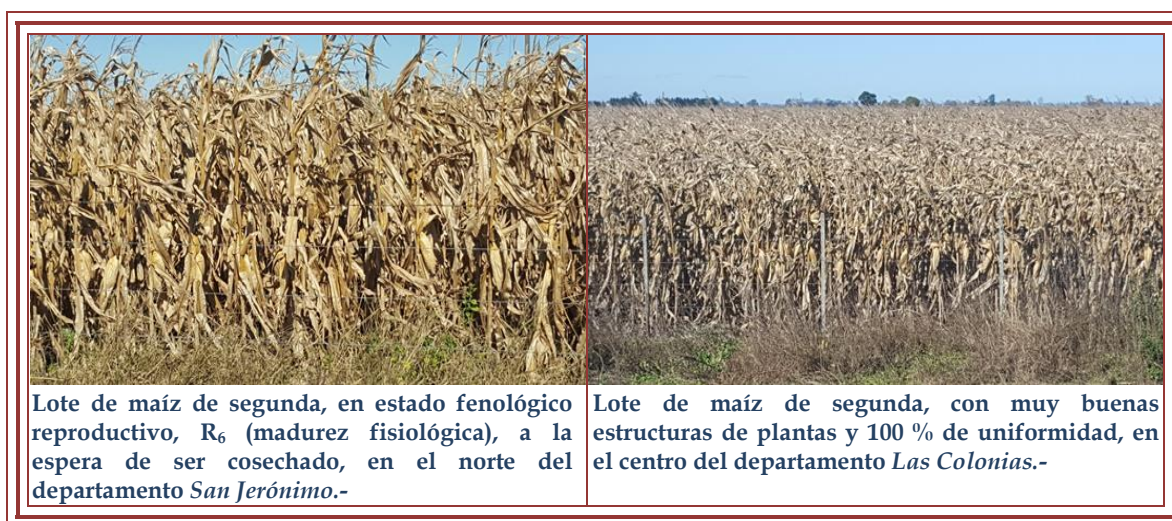 Lote de maíz de segunda, en estado fenológico
reproductivo, R₆ (madurez fisiológica), a la
espera de ser cosechado, en el norte del
departamento San Jerónimo.-
Lote de maíz de segunda, con muy buenas
estructuras de plantas y 100 % de uniformidad, en
el centro del departamento Las Colonias.-